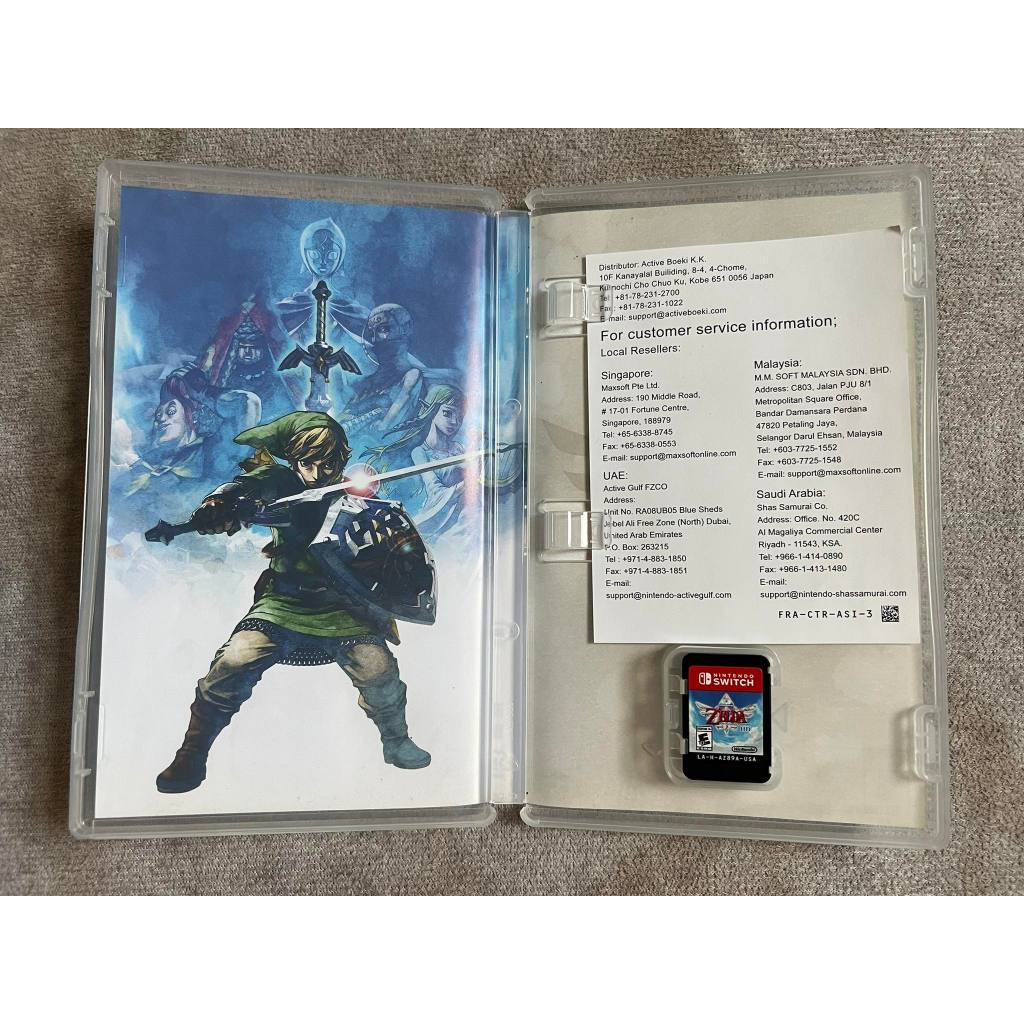 Distributor: Active Boeki K.K.
10F Kanayalal Builiding, 8-4, 4-Chome,
Kumochi Cho Chuo Ku, Kobe 651 0056 Japan
Tel : +81-78-231-2700
Fax : +81-78-231-1022
E-mail: support@activeboeki.com
For customer service information;
Local Resellers:
Singapore:
Maxsoft Pte Ltd.
Address: 190 Middle Road,
# 17-01 Fortune Centre,
Singapore, 188979
Tel: +65-6338-8745
Fax: +65-6338-0553
E-mail: support@maxsoftonline.com
UAE:
Active Gulf FZCO
Address:
Unit No. RA08UB05 Blue Sheds
Jebel Ali Free Zone (North) Dubai,
United Arab Emirates
P.O. Box: 263215
Tel : +971-4-883-1850
Fax: +971-4-883-1851
E-mail:
support@nintendo-activegulf.com
Malaysia:
M.M. SOFT MALAYSIA SDN. BHD.
Address: C803, Jalan PJU 8/1
Metropolitan Square Office,
Bandar Damansara Perdana
47820 Petaling Jaya,
Selangor Darul Ehsan, Malaysia
Tel: +603-7725-1552
Fax: +603-7725-1548
E-mail: support@maxsoftonline.com
Saudi Arabia:
Shas Samurai Co.
Address: Office. No. 420C
Al Magaliya Commercial Center
Riyadh - 11543, KSA.
Tel: +966-1-414-0890
Fax: +966-1-413-1480
E-mail:
support@nintendo-shassamurai.com
FRA-CTR-ASI-3
NINTENDO
SWITCH
ZELDA
HD
E
Nintendo
LA-H-AZ89A-USA